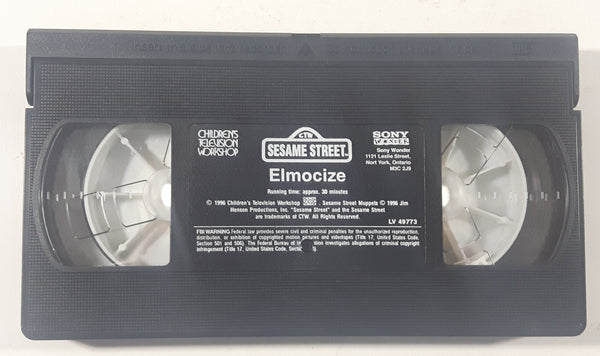 CHILDREN'S
TELEVISION
WORKSHOP
CTW
SESAME STREET
Elmocize
SONY
WONDER
Sony Wonder
1121 Leslie Street,
Nort York, Ontario
M3C 2J9
Running time: approx. 30 minutes
© 1996 Children's Television Workshop Sesame Street Muppets © 1996 Jim
Henson Productions, Inc. "Sesame Street" and the Sesame Street
are trademarks of CTW. All Rights Reserved.
LV 49773
FBI WARNING: Federal law provides severe civil and criminal penalties for the unauthorized reproduction,
distribution, or exhibition of copyrighted motion pictures and videotapes (Title 17, United States Code,
Section 501 and 506). The Federal Bureau of investigates allegations of criminal copyright
infringement (Title 17, United States Code,